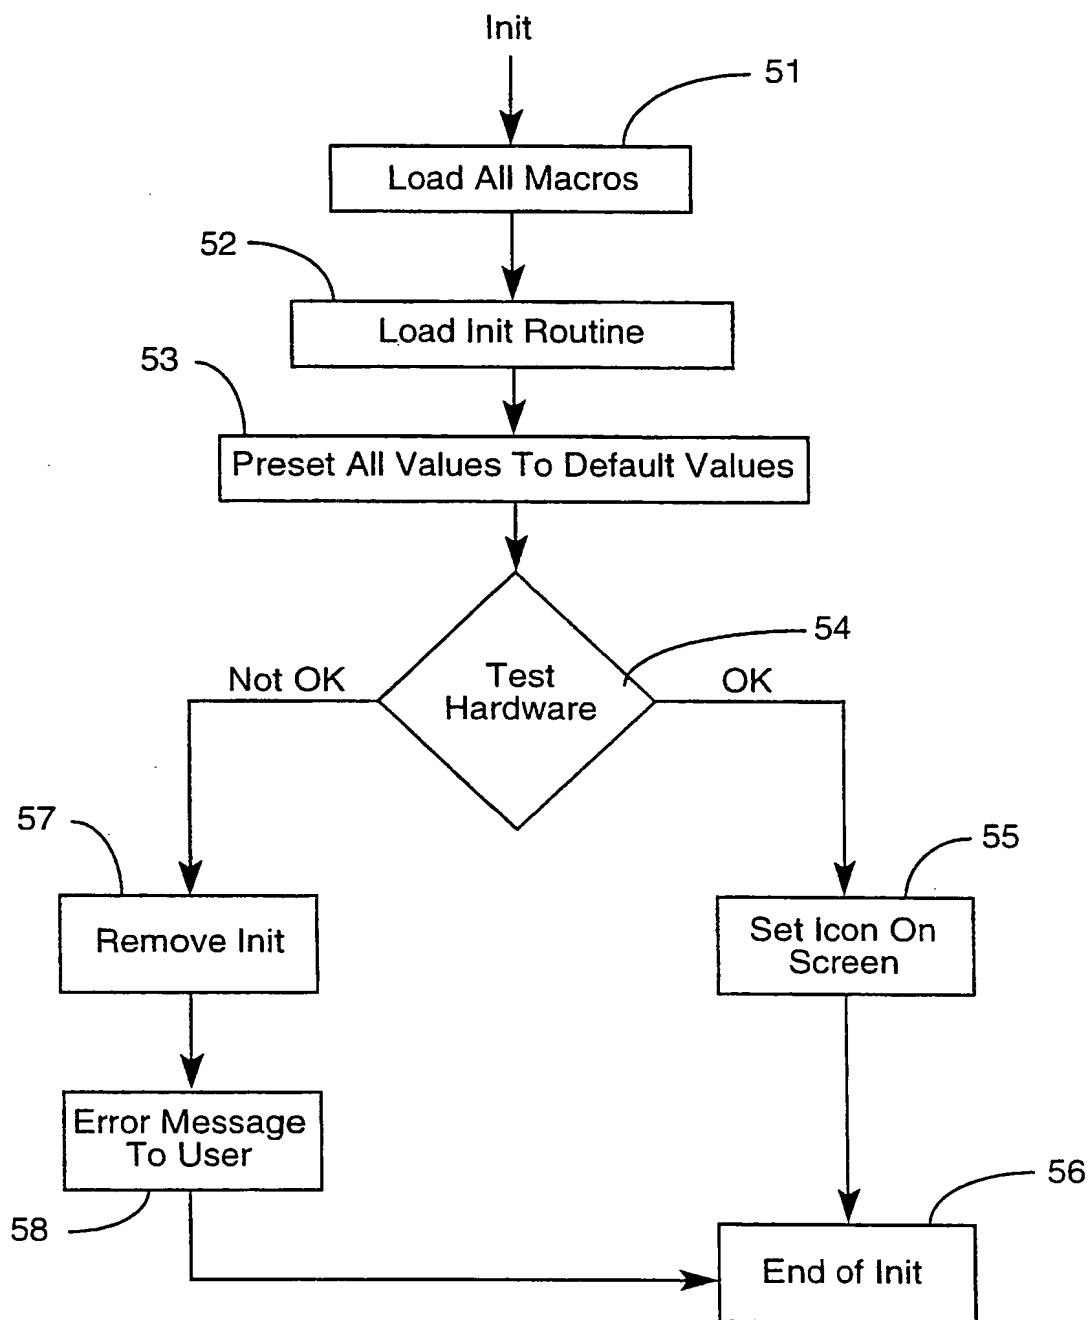 Init
51
Load All Macros
52
Load Init Routine
53
Preset All Values To Default Values
54
Test
Hardware
Not OK
OK
57
55
Remove Init
Set Icon On
Screen
Error Message
To User
58
56
End of Init